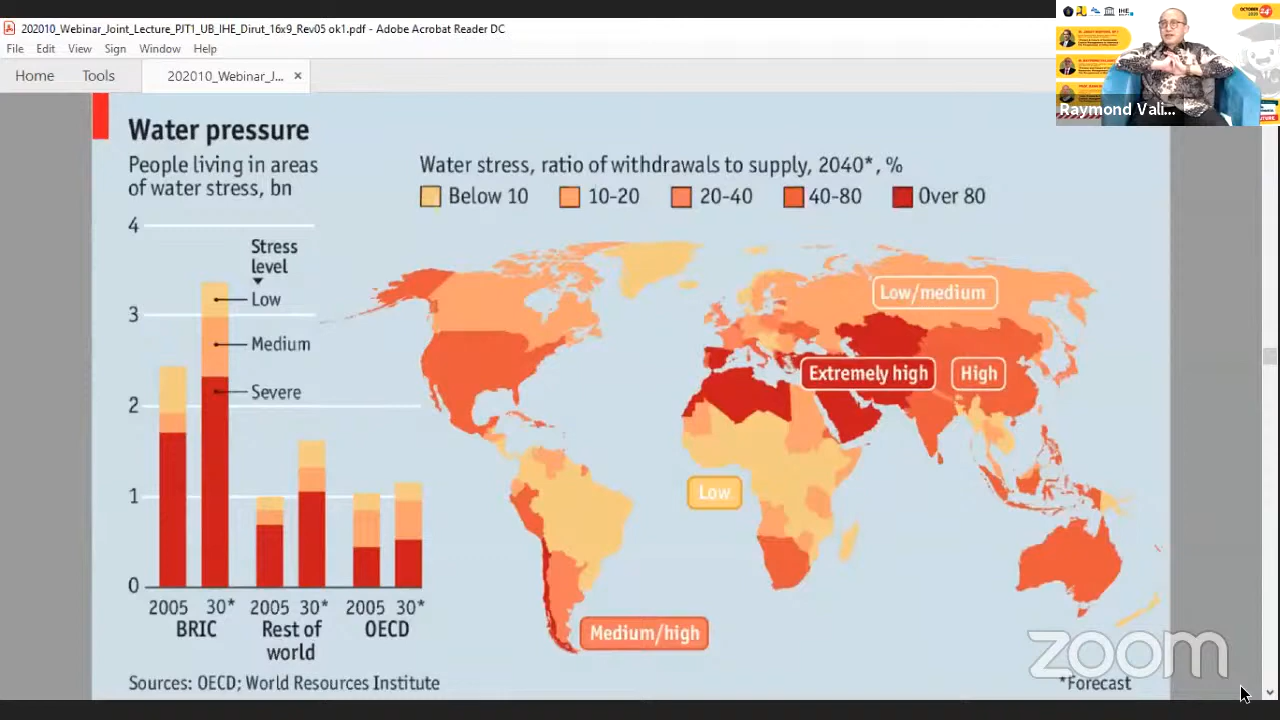 202010_Webinar_Joint_Lecture_PJT1_UB_IHE_Dirut_16x9_Rev05 ok1.pdf - Adobe Acrobat Reader DC
File Edit View Sign Window Help
Home Tools 202010_Webinar_J... ×
OCTOBER
24
IHE
Raymond Vali...
Water pressure
People living in areas
of water stress, bn
4
3
2
1
0
Stress
level
Low
Medium
Severe
2005 30* 2005 30* 2005 30*
BRIC Rest of
world OECD
Water stress, ratio of withdrawals to supply, 2040*, %
Below 10 10-20 20-40 40-80 Over 80
Low/medium
Extremely high High
Low
Medium/high
zoom
Sources: OECD; World Resources Institute
*Forecast